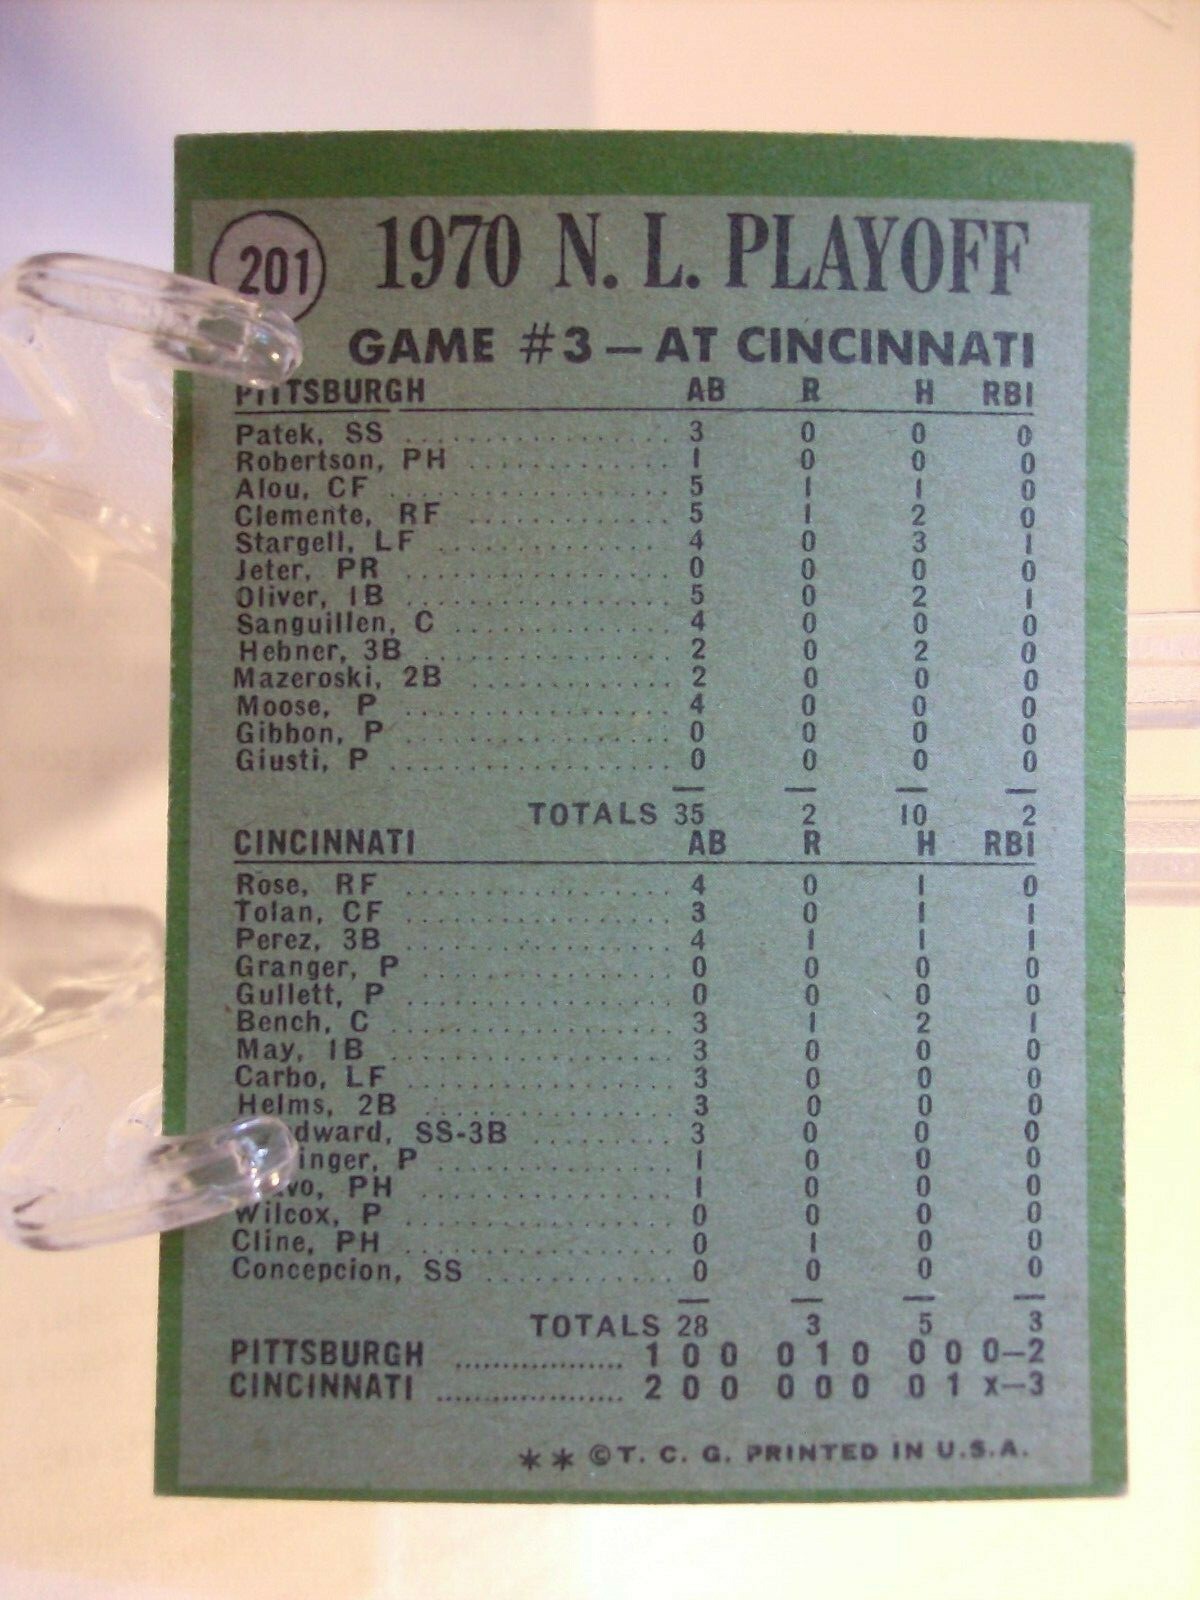 201 1970 N. L. PLAYOFF
GAME #3 — AT CINCINNATI
PITTSBURGH AB R H RBI
Patek, SS .................... 3 0 0 0
Robertson, PH ............... 1 0 0 0
Alou, CF ..................... 5 1 1 0
Clemente, RF ............... 5 1 2 0
Stargell, LF ................. 4 0 3 1
Jeter, PR .................... 0 0 0 0
Oliver, 1B ................... 5 0 2 1
Sanguillen, C ................ 4 0 0 0
Hebner, 3B .................. 2 0 2 0
Mazeroski, 2B ............... 2 0 0 0
Moose, P .................... 4 0 0 0
Gibbon, P ................... 0 0 0 0
Giusti, P ..................... 0 0 0 0
TOTALS 35 2 10 2
CINCINNATI AB R H RBI
Rose, RF .................... 4 0 1 0
Tolan, CF .................... 3 0 1 1
Perez, 3B .................... 4 1 1 1
Granger, P ................... 0 0 0 0
Gullett, P .................... 0 0 0 0
Bench, C ..................... 3 1 2 1
May, 1B ..................... 3 0 0 0
Carbo, LF .................... 3 0 0 0
Helms, 2B ................... 3 0 0 0
SS-3B .......... 3 0 0 0
P ................. 1 0 0 0
PH .................. 1 0 0 0
Wilcox, P .................... 0 0 0 0
Cline, PH .................... 0 1 0 0
Concepcion, SS .............. 0 0 0 0
TOTALS 28 3 5 3
PITTSBURGH ................. 1 0 0 0 1 0 0 0 0—2
CINCINNATI ................... 2 0 0 0 0 0 0 1 x—3
** ©T. C. G. PRINTED IN U.S.A.